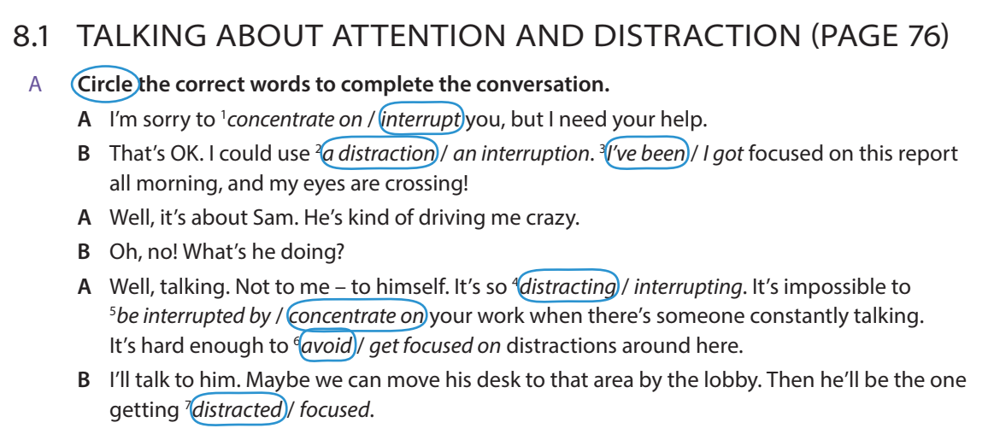 8.1 TALKING ABOUT ATTENTION AND DISTRACTION (PAGE 76)
A Circle the correct words to complete the conversation.
A I'm sorry to ¹concentrate on / interrupt you, but I need your help.
B That's OK. I could use ²a distraction / an interruption. ³I've been / I got focused on this report
all morning, and my eyes are crossing!
A Well, it's about Sam. He's kind of driving me crazy.
B Oh, no! What's he doing?
A Well, talking. Not to me – to himself. It's so ⁴distracting / interrupting. It's impossible to
⁵be interrupted by / concentrate on your work when there's someone constantly talking.
It's hard enough to ⁶avoid / get focused on distractions around here.
B I'll talk to him. Maybe we can move his desk to that area by the lobby. Then he'll be the one
getting ⁷distracted / focused.